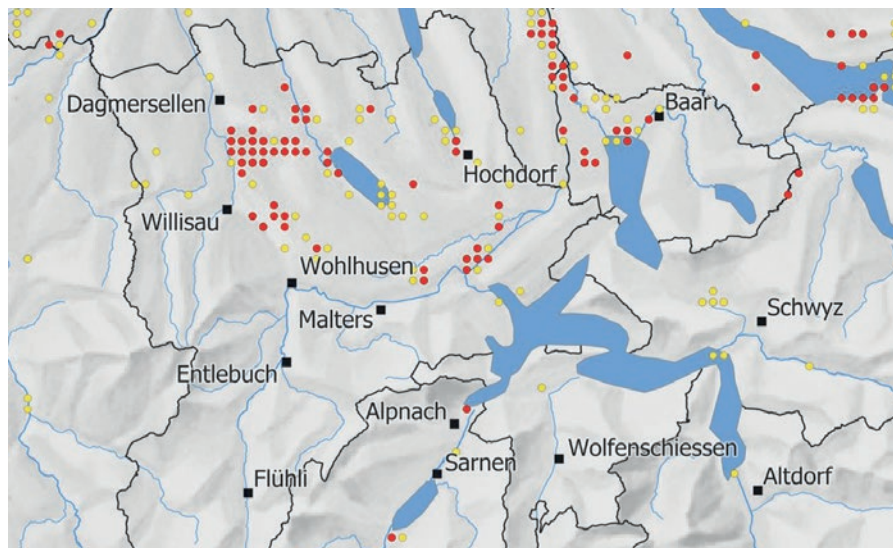 Dagmersellen
Baar
Hochdorf
Willisau
Wohlhusen
Malters
Schwyz
Entlebuch
Alpnach
Wolfenschiessen
Sarnen
Flühli
Altdorf